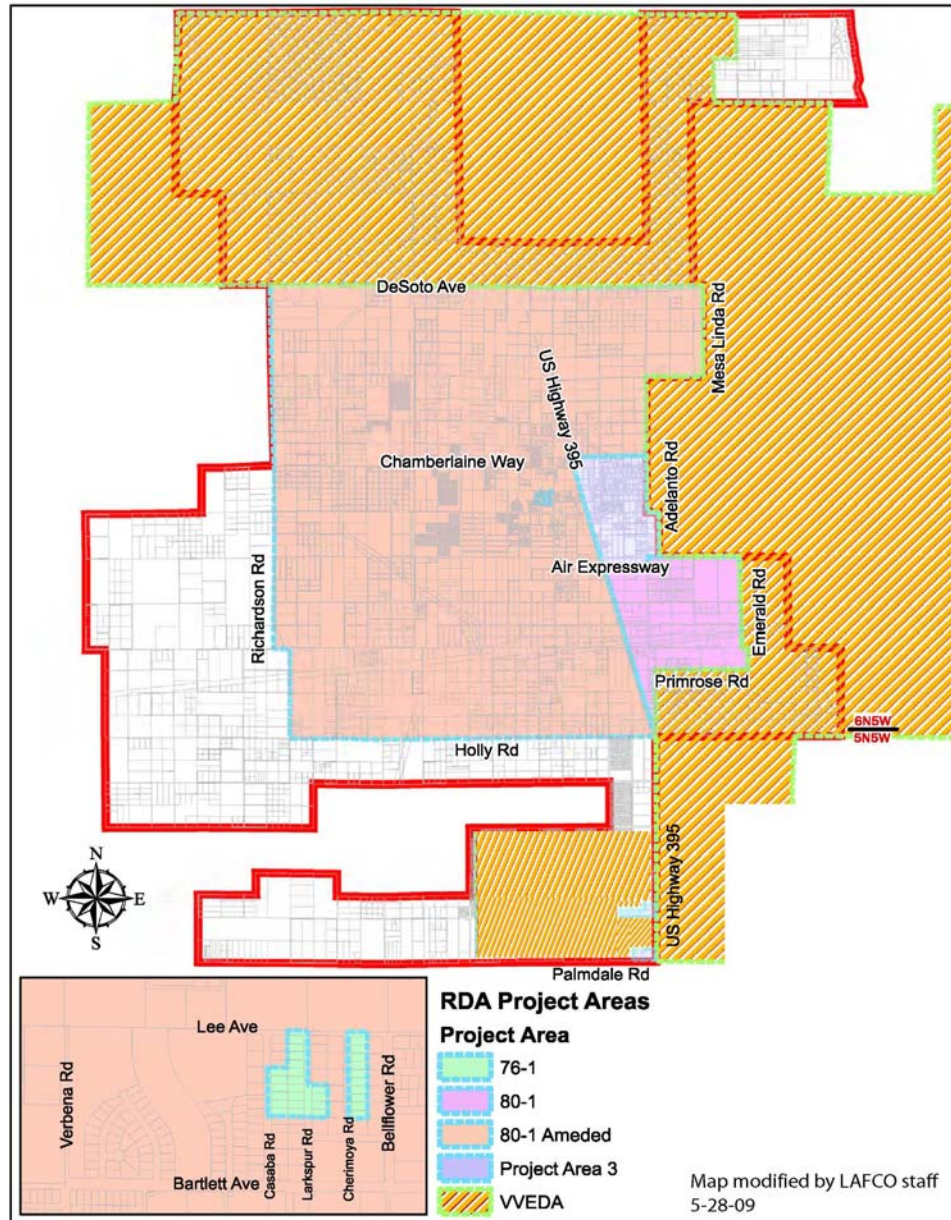 DeSoto Ave
Mesa Linda Rd
US Highway 395
Chamberlaine Way
Adelanto Rd
Richardson Rd
Air Expressway
Emerald Rd
Primrose Rd
6N5W
5N5W
Holly Rd
US Highway 395
N
W E
S
Palmdale Rd
Lee Ave
Verbena Rd
Casaba Rd
Larkspur Rd
Cherimoya Rd
Bellflower Rd
Bartlett Ave
RDA Project Areas
Project Area
76-1
80-1
80-1 Ameded
Project Area 3
VVEDA
Map modified by LAFCO staff
5-28-09